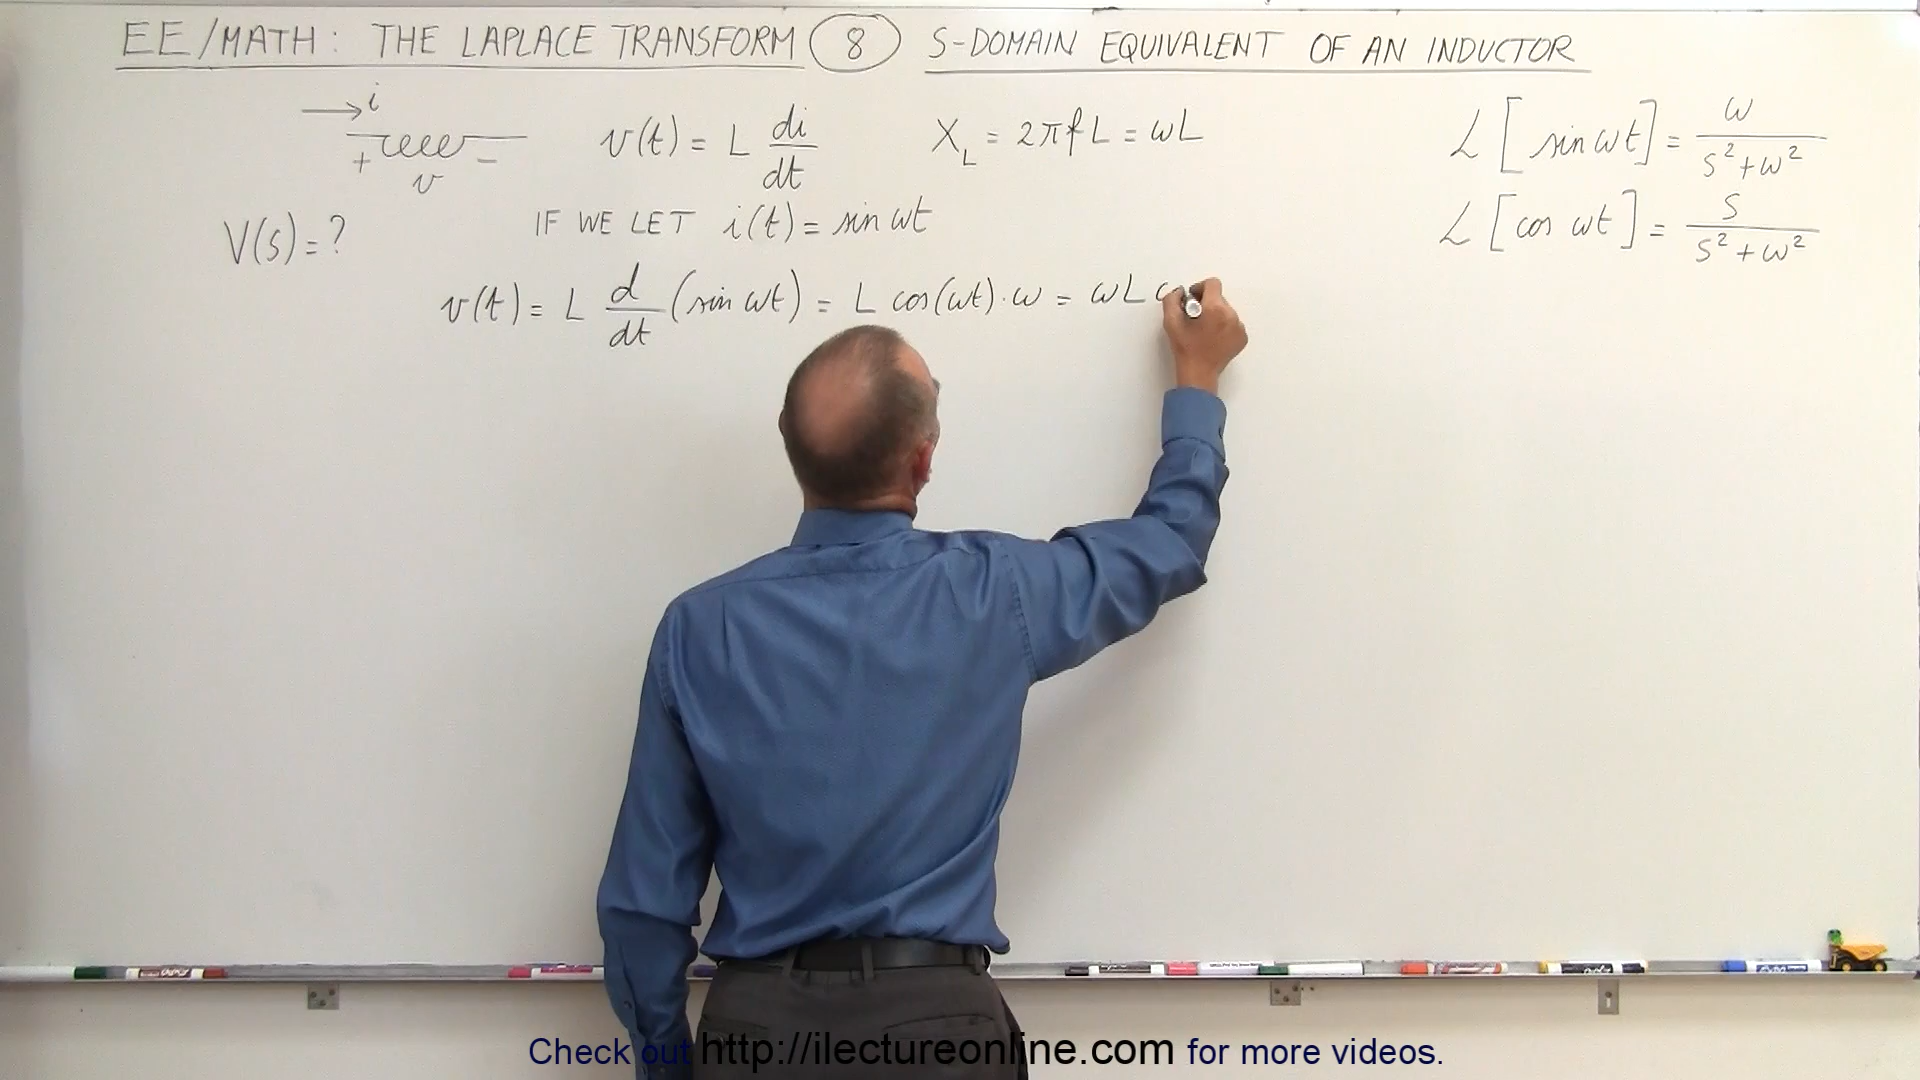 EE/MATH: THE LAPLACE TRANSFORM 8 S-DOMAIN EQUIVALENT OF AN INDUCTOR
i
+ − v
v(t) = L di/dt
X_L = 2πfL = ωL
ℒ[sin ωt] = ω/(s²+ω²)
V(s) = ?
IF WE LET i(t) = sin ωt
ℒ[cos ωt] = s/(s²+ω²)
v(t) = L d/dt (sin ωt) = L cos(ωt)·ω = ωL
Check out http://ilectureonline.com for more videos.